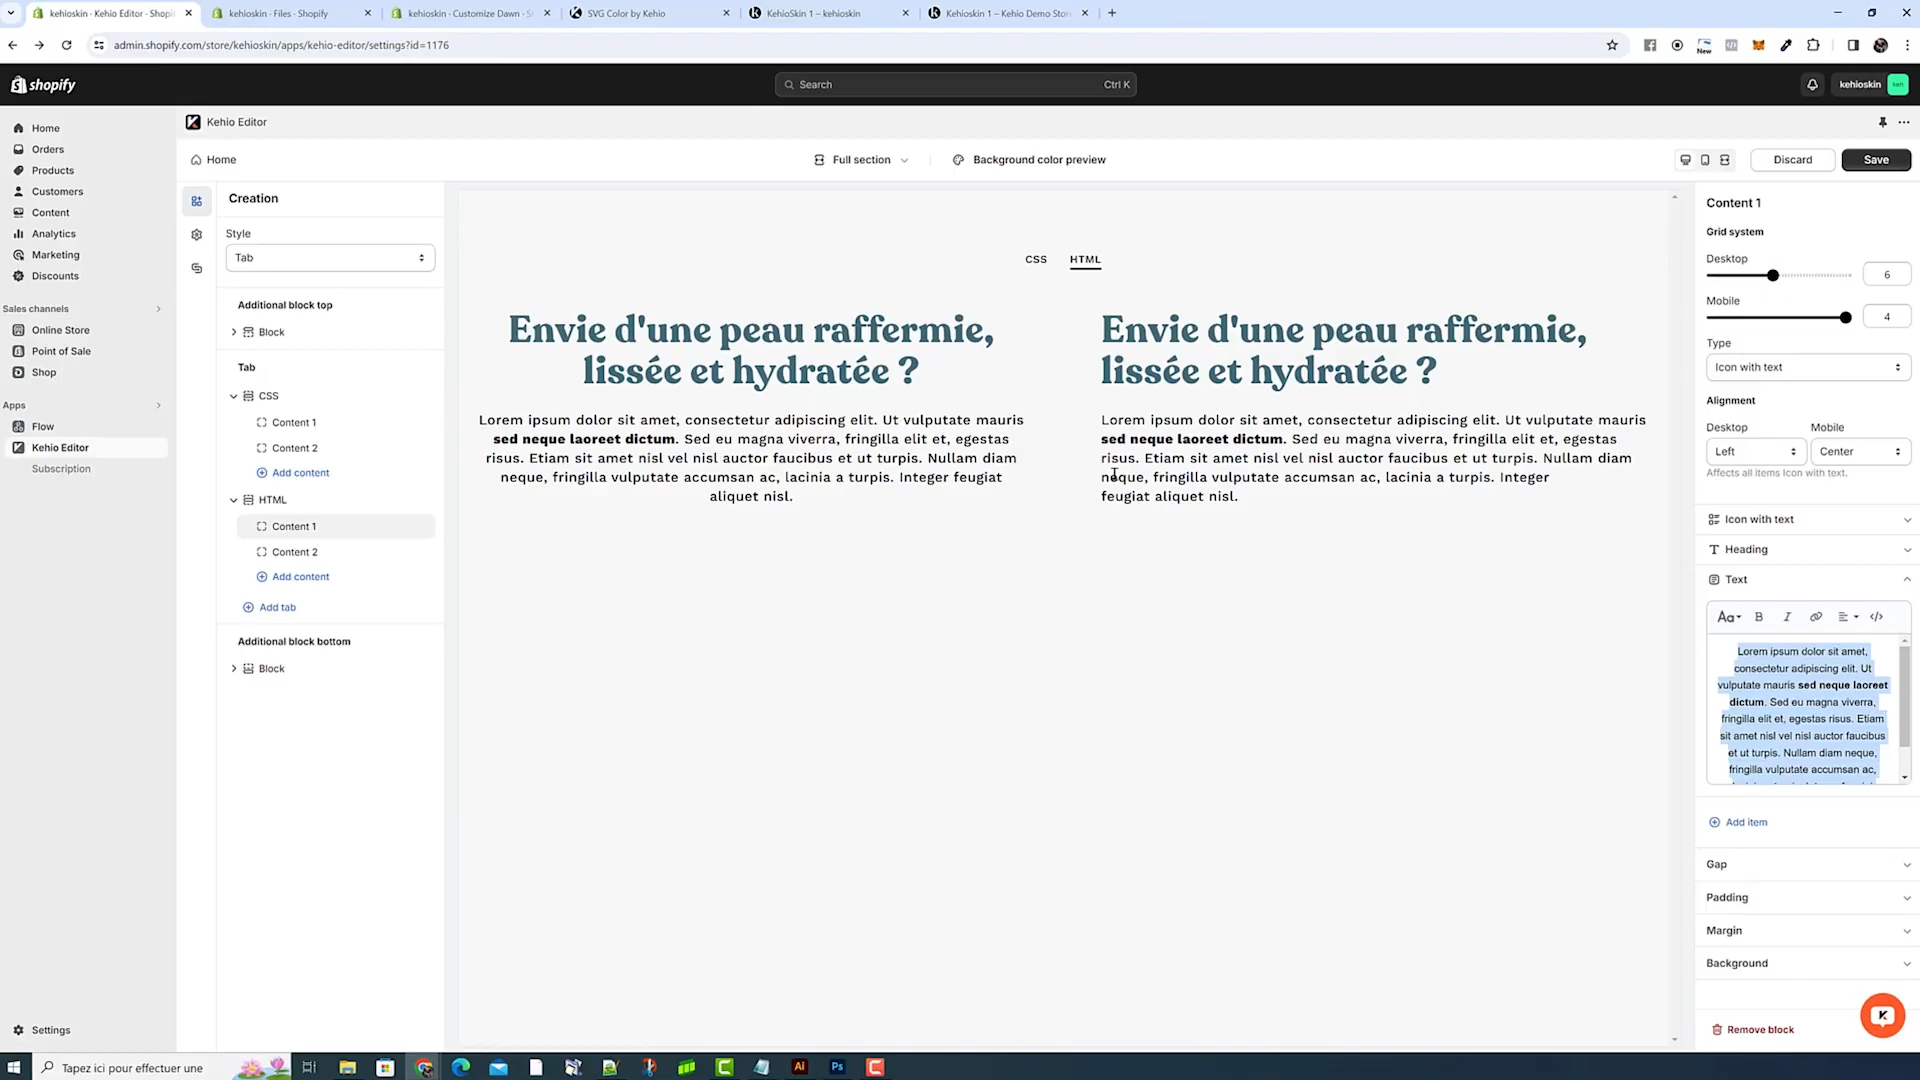 kehioskin · Kehio Editor · Shopi
kehioskin · Files · Shopify
kehioskin · Customize Dawn · S
SVG Color by Kehio
KehioSkin 1 – kehioskin
Kehioskin 1 – Kehio Demo Store
admin.shopify.com/store/kehioskin/apps/kehio-editor/settings?id=1176
New
shopify
Search
Ctrl K
kehioskin
keh
Home
Orders
Products
Customers
Content
Analytics
Marketing
Discounts
Sales channels
Online Store
Point of Sale
Shop
Apps
Flow
Kehio Editor
Subscription
Settings
Kehio Editor
Home
Full section
Background color preview
Discard
Save
Creation
Style
Tab
Additional block top
Block
Tab
CSS
Content 1
Content 2
Add content
HTML
Content 1
Content 2
Add content
Add tab
Additional block bottom
Block
CSS
HTML
Envie d'une peau raffermie,
lissée et hydratée ?
Lorem ipsum dolor sit amet, consectetur adipiscing elit. Ut vulputate mauris
sed neque laoreet dictum. Sed eu magna viverra, fringilla elit et, egestas
risus. Etiam sit amet nisl vel nisl auctor faucibus et ut turpis. Nullam diam
neque, fringilla vulputate accumsan ac, lacinia a turpis. Integer feugiat
aliquet nisl.
Envie d'une peau raffermie,
lissée et hydratée ?
Lorem ipsum dolor sit amet, consectetur adipiscing elit. Ut vulputate mauris
sed neque laoreet dictum. Sed eu magna viverra, fringilla elit et, egestas
risus. Etiam sit amet nisl vel nisl auctor faucibus et ut turpis. Nullam diam
neque, fringilla vulputate accumsan ac, lacinia a turpis. Integer
feugiat aliquet nisl.
Content 1
Grid system
Desktop
6
Mobile
4
Type
Icon with text
Alignment
Desktop
Mobile
Left
Center
Affects all items Icon with text.
Icon with text
Heading
Text
Aa
B
I
Lorem ipsum dolor sit amet,
consectetur adipiscing elit. Ut
vulputate mauris sed neque laoreet
dictum. Sed eu magna viverra,
fringilla elit et, egestas risus. Etiam
sit amet nisl vel nisl auctor faucibus
et ut turpis. Nullam diam neque,
fringilla vulputate accumsan ac,
Add item
Gap
Padding
Margin
Background
Remove block
Tapez ici pour effectuer une
Ai
Ps